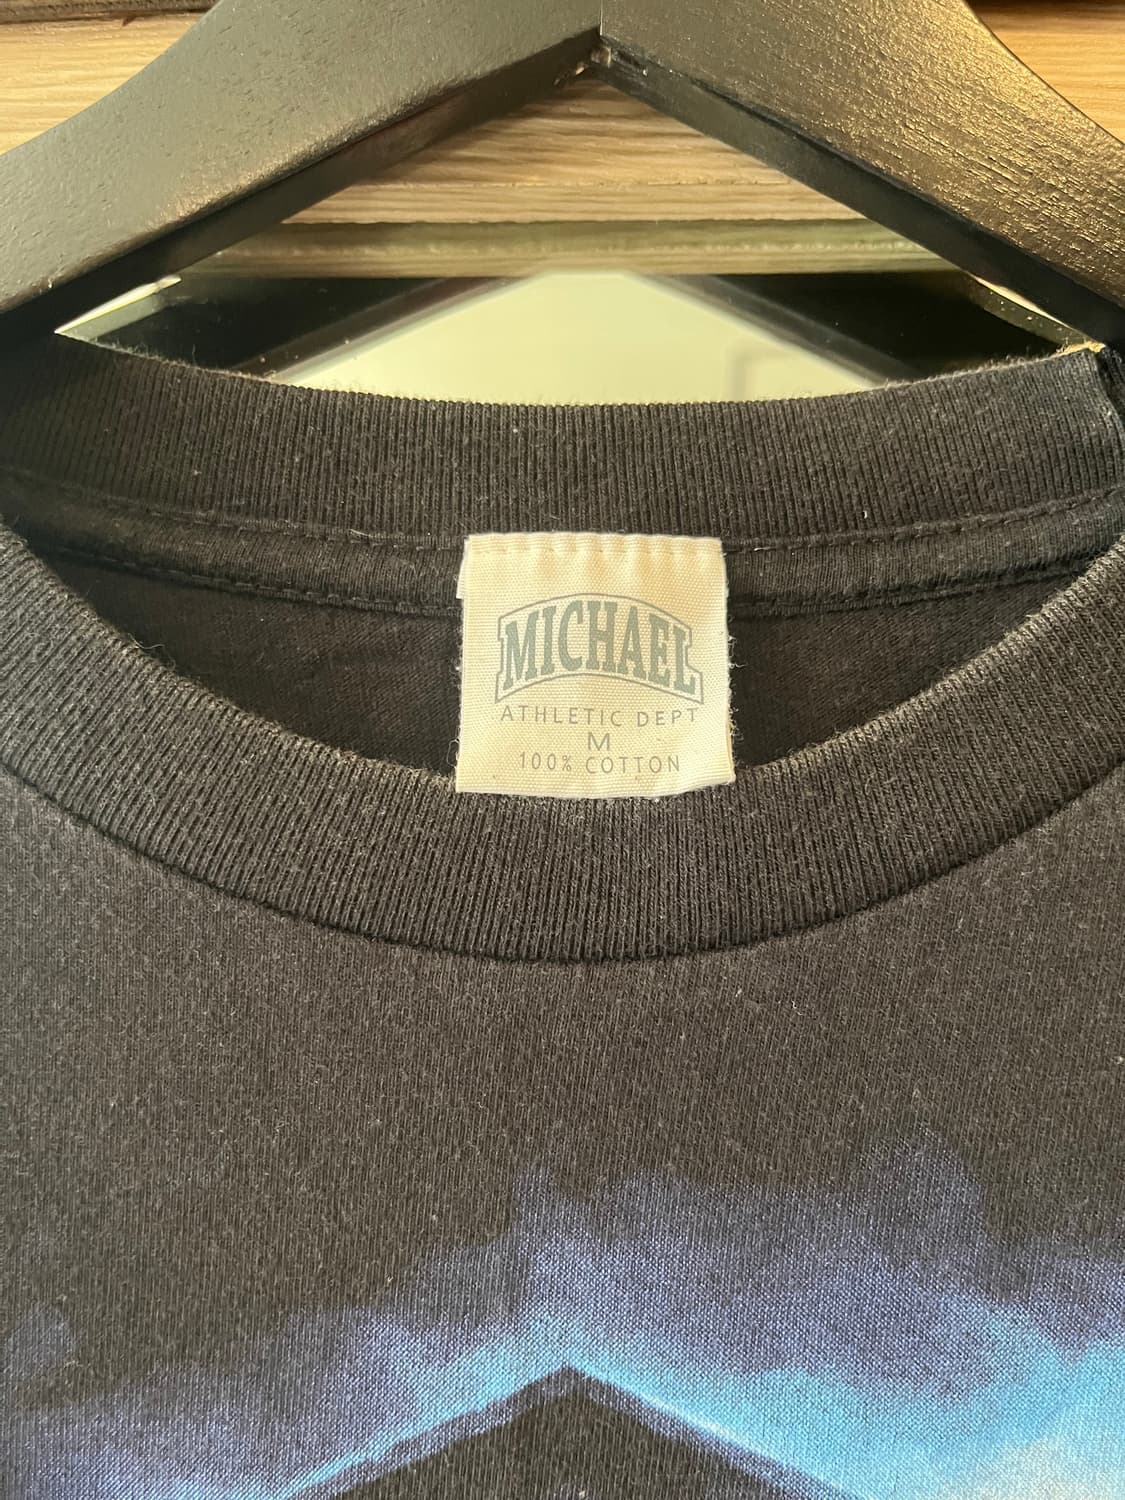 MICHAEL
ATHLETIC DEPT
M
100% COTTON